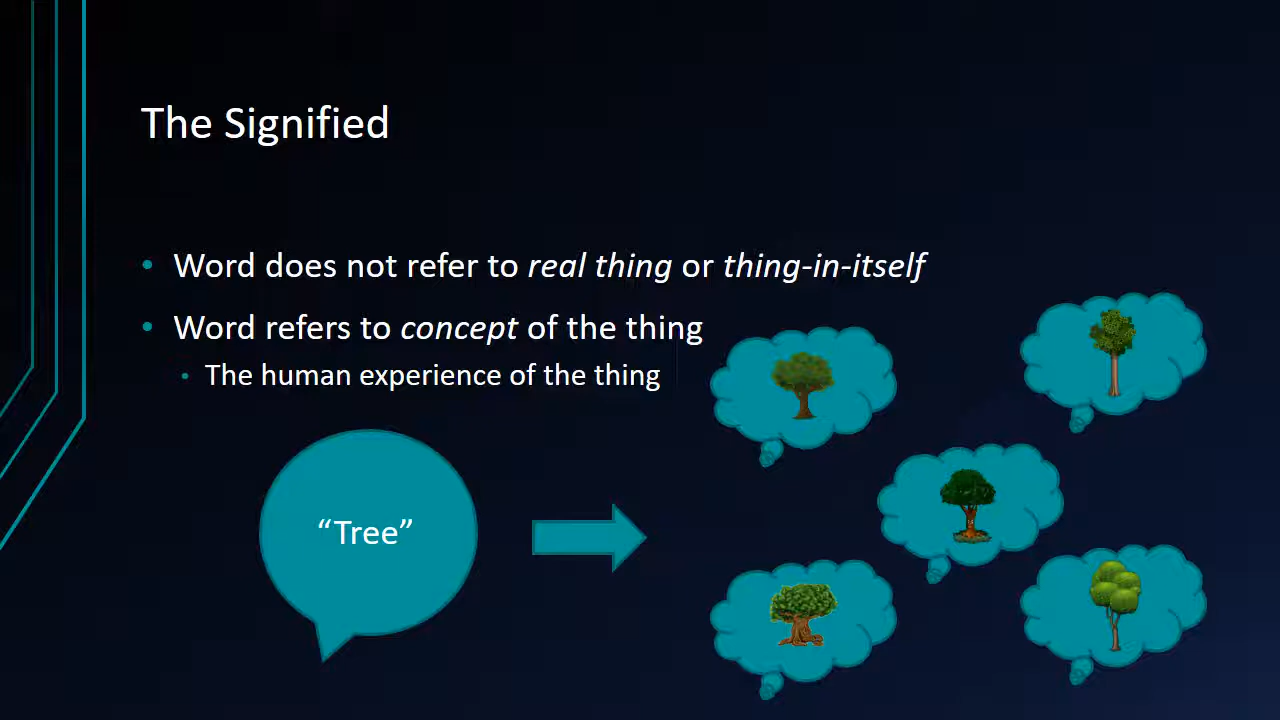 The Signified
• Word does not refer to real thing or thing-in-itself
• Word refers to concept of the thing
• The human experience of the thing
“Tree”